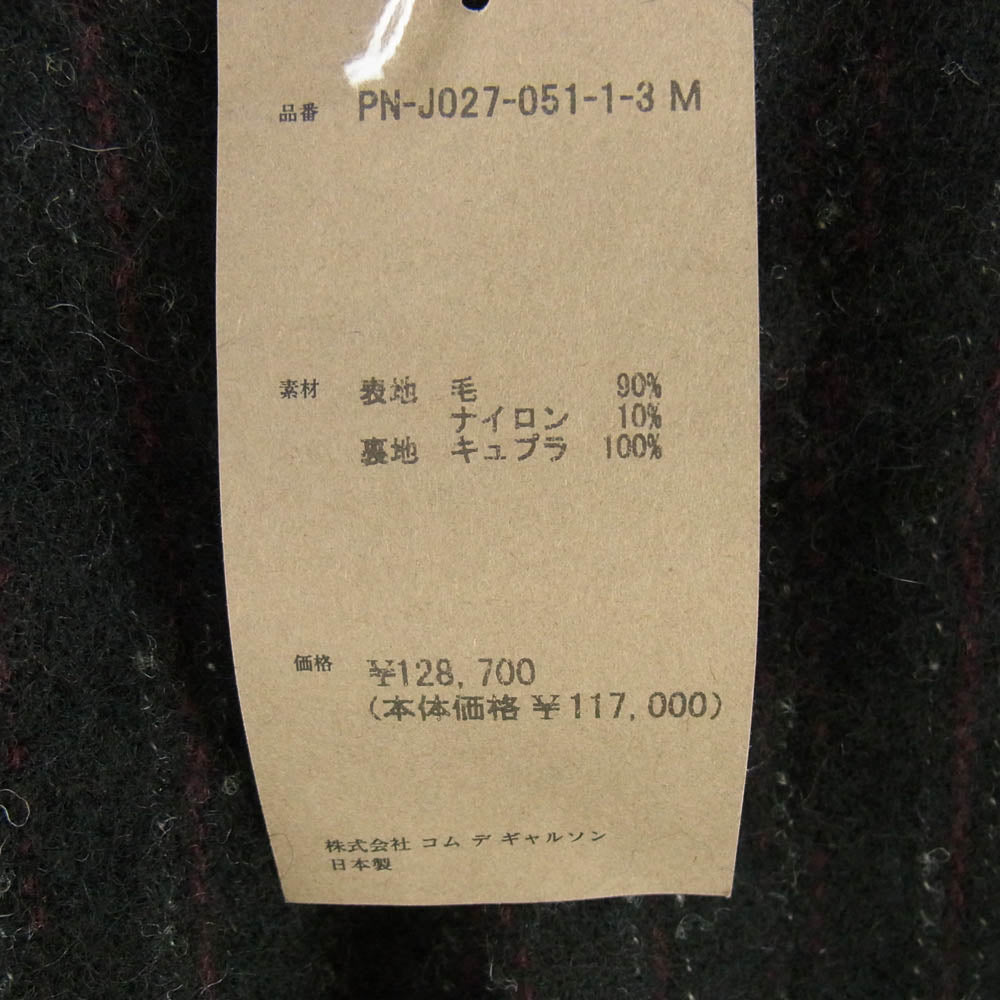 品番 PN-J027-051-1-3 M
素材 表地 毛 90%
ナイロン 10%
裏地 キュプラ 100%
価格 ¥128,700
(本体価格 ¥117,000)
株式会社 コム デ ギャルソン
日本製